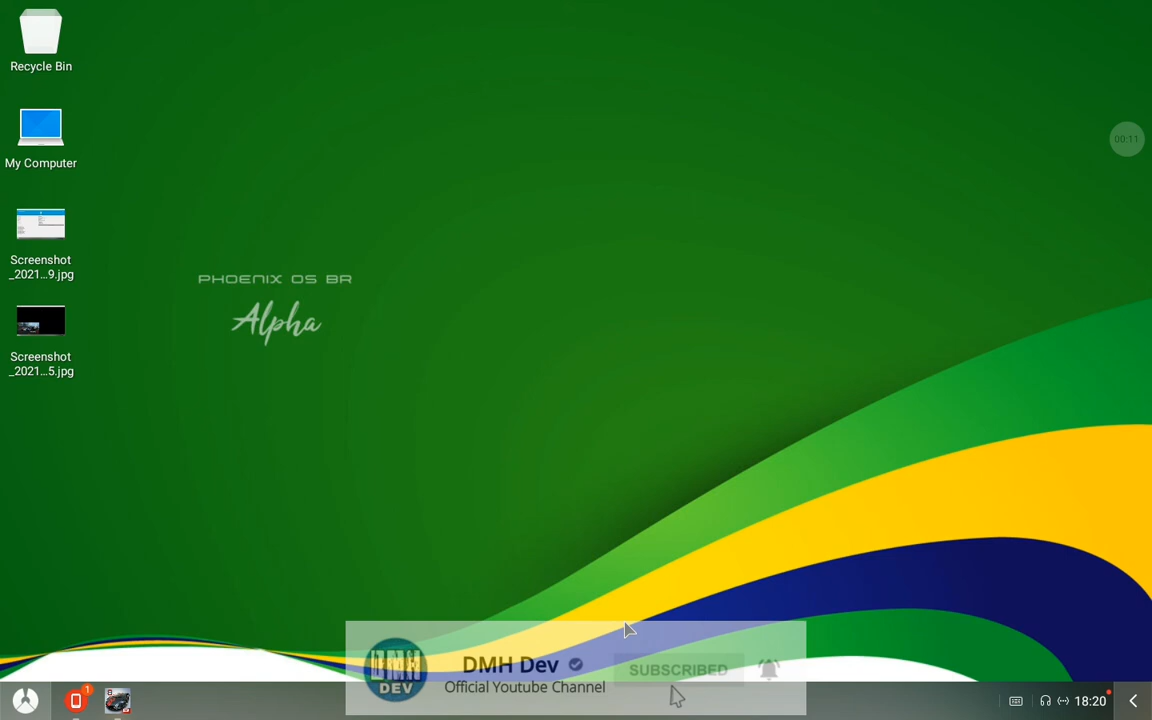 Recycle Bin
My Computer
00:11
Screenshot
_2021...9.jpg
PHOENIX OS BR
Alpha
Screenshot
_2021...5.jpg
DMH
DEV
DMH Dev
SUBSCRIBED
Official Youtube Channel
1
18:20